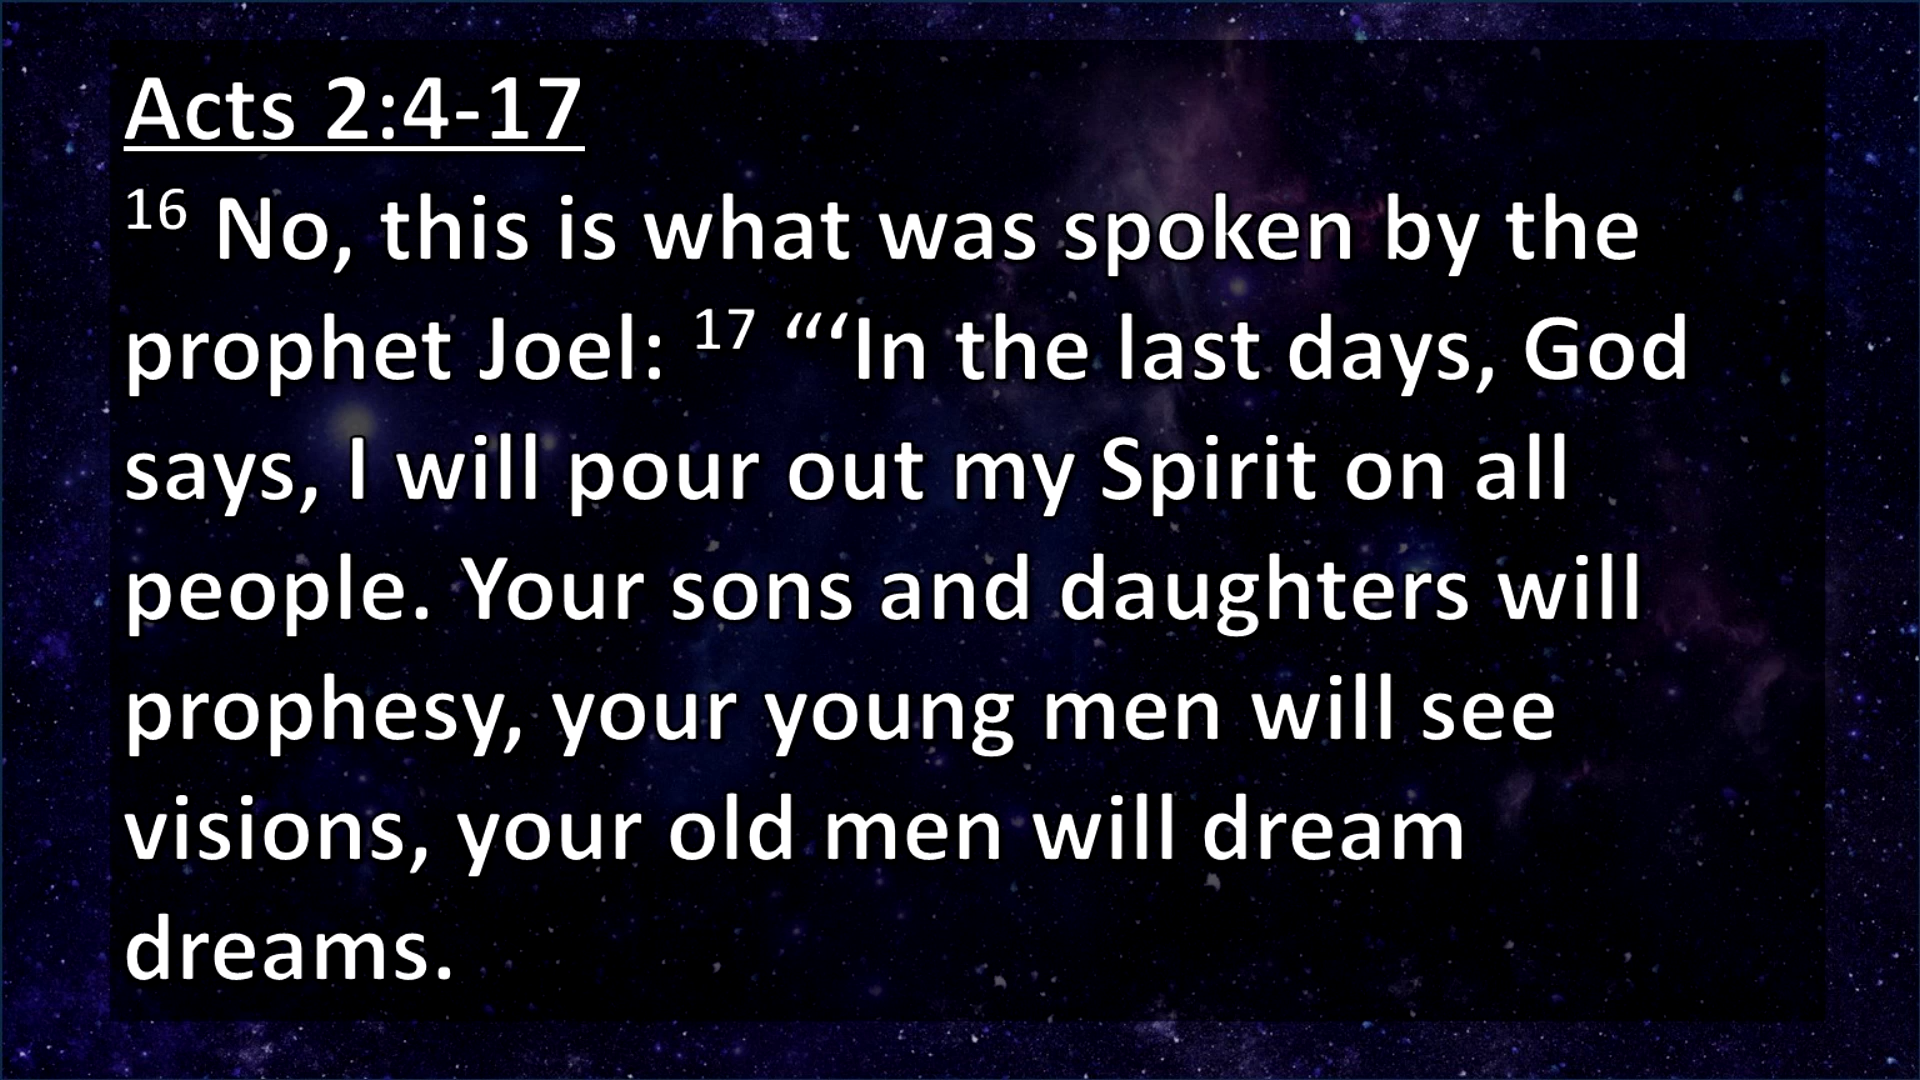 Acts 2:4-17
16 No, this is what was spoken by the
prophet Joel: 17 “‘In the last days, God
says, I will pour out my Spirit on all
people. Your sons and daughters will
prophesy, your young men will see
visions, your old men will dream
dreams.